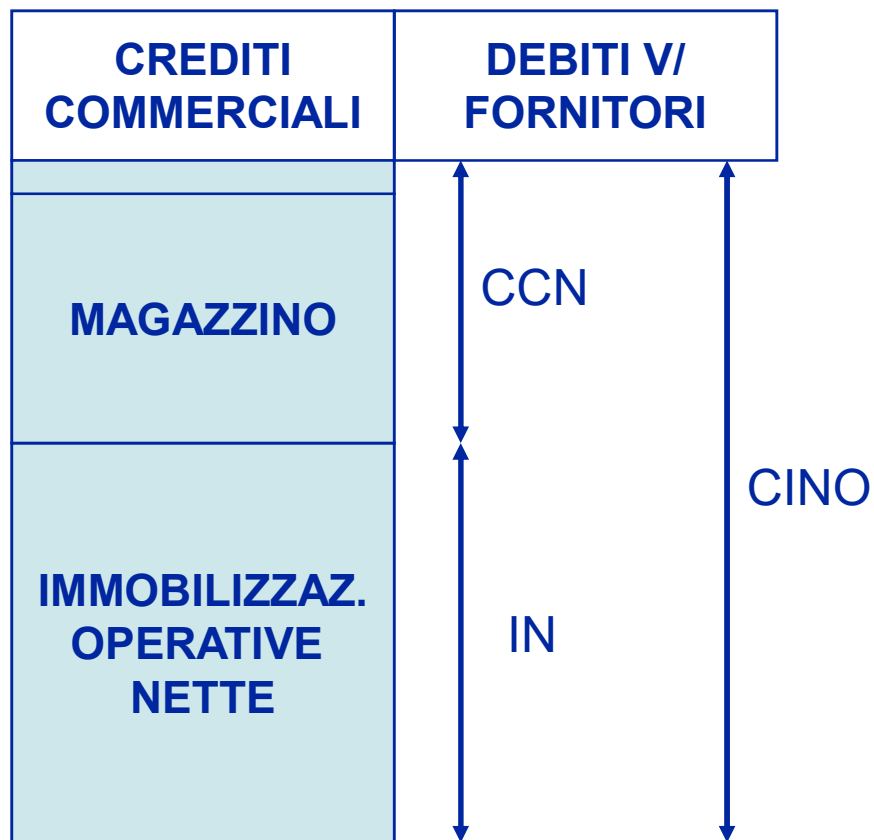 CREDITI
COMMERCIALI
DEBITI V/
FORNITORI
CCN
MAGAZZINO
CINO
IMMOBILIZZAZ.
OPERATIVE
NETTE
IN